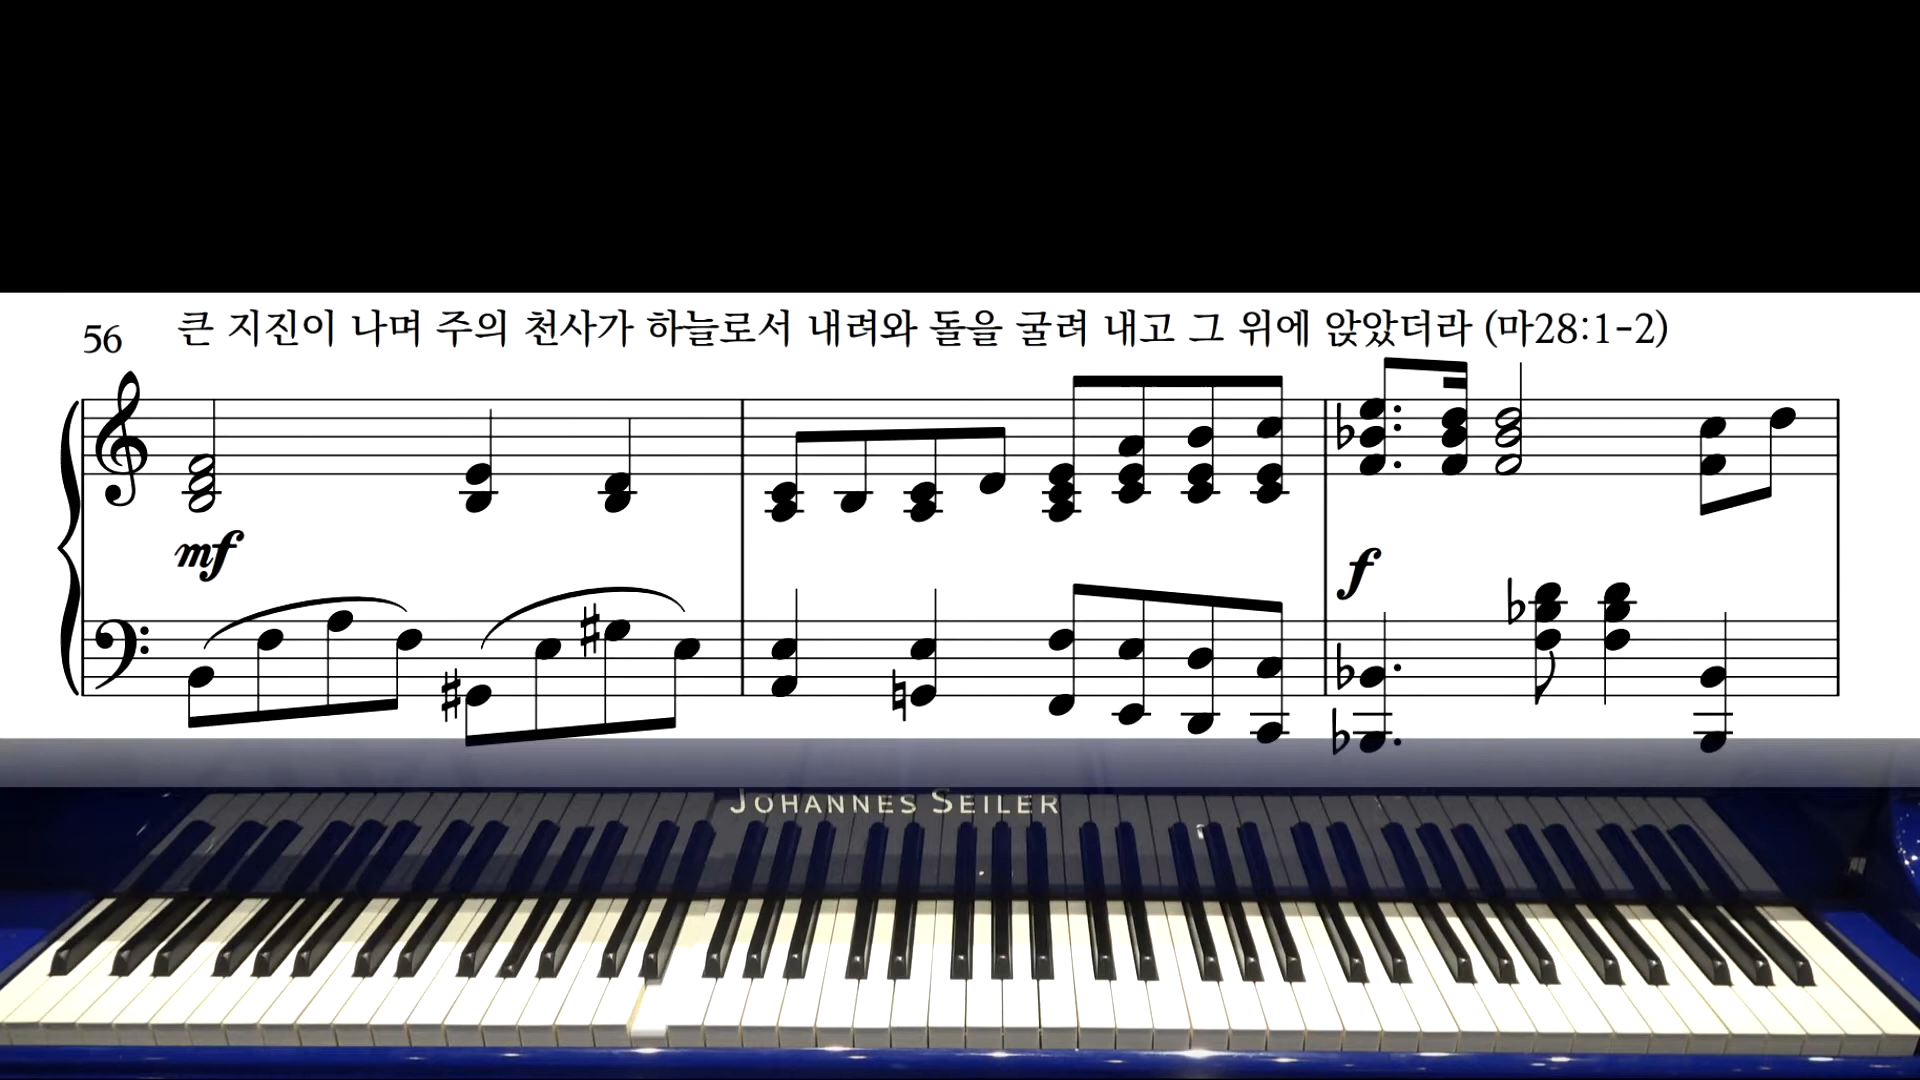 56 큰 지진이 나며 주의 천사가 하늘로서 내려와 돌을 굴려 내고 그 위에 앉았더라 (마28:1-2)
mf
f
JOHANNES SEILER